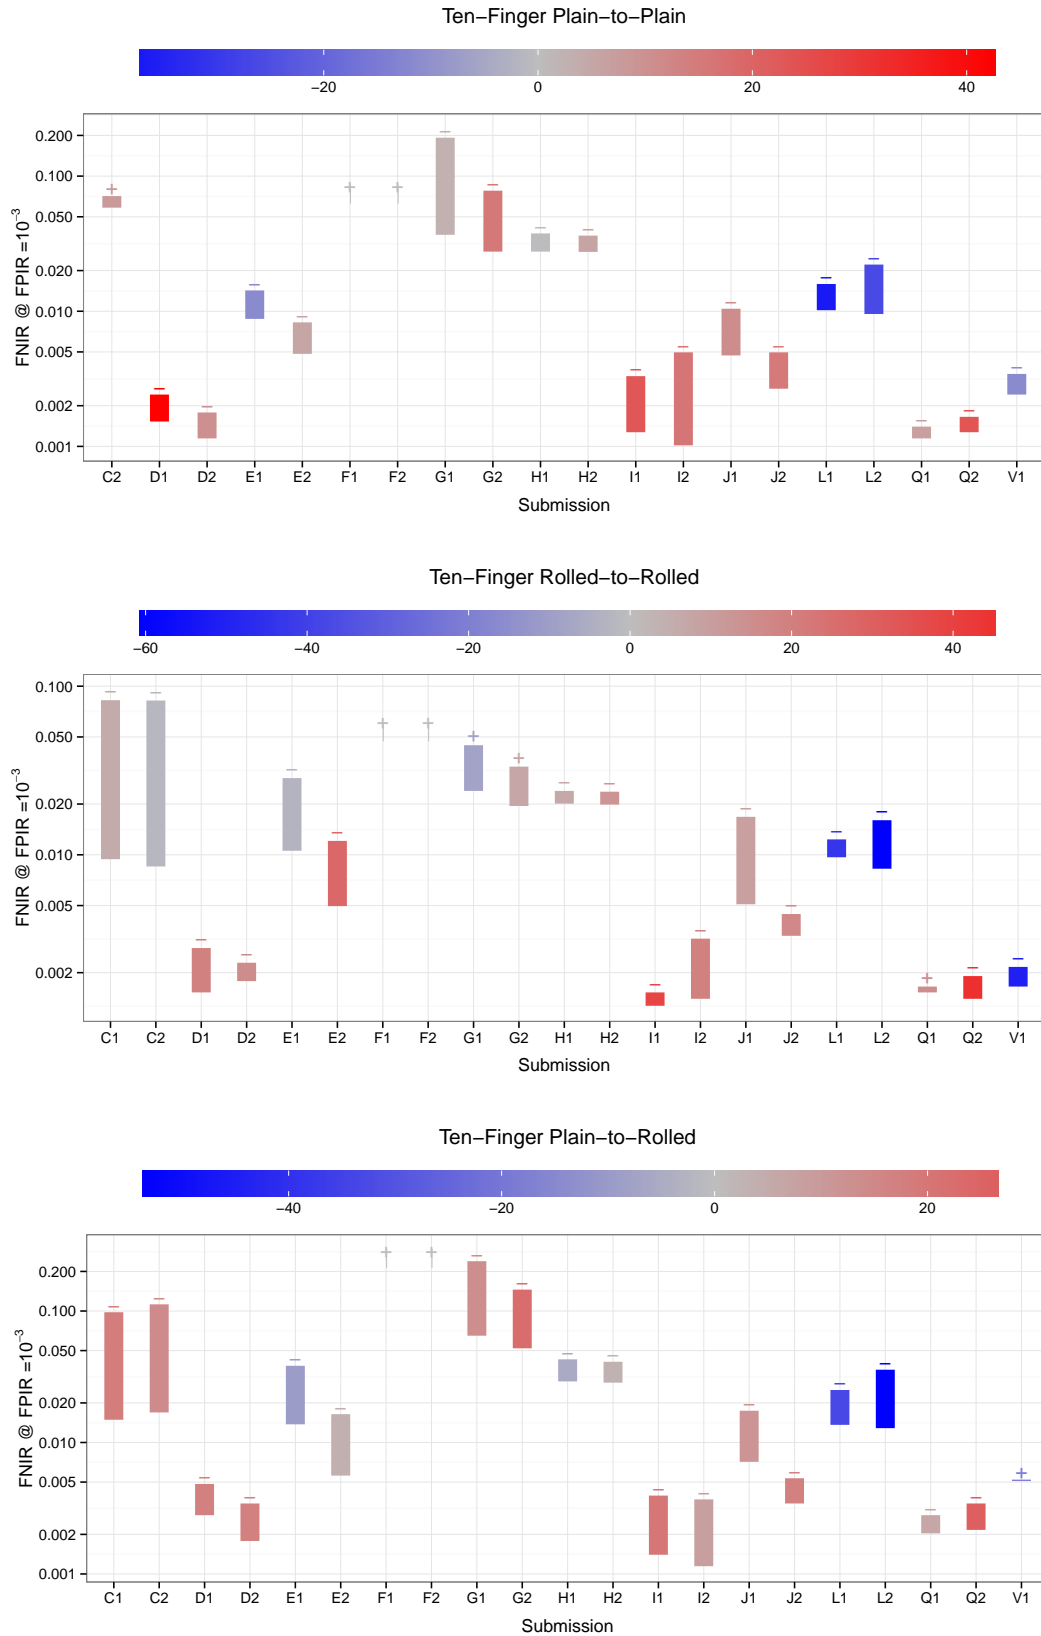 Ten−Finger Plain−to−Plain
−20 0 20 40
0.200
0.100
0.050
0.020
0.010
0.005
0.002
0.001
FNIR @ FPIR =10⁻³
+ − − − − + + − − − − − − − − − − − − −
C2 D1 D2 E1 E2 F1 F2 G1 G2 H1 H2 I1 I2 J1 J2 L1 L2 Q1 Q2 V1
Submission
Ten−Finger Rolled−to−Rolled
−60 −40 −20 0 20 40
0.100
0.050
0.020
0.010
0.005
0.002
FNIR @ FPIR =10⁻³
− − − − − − + + + + − − − − − − − − + − −
C1 C2 D1 D2 E1 E2 F1 F2 G1 G2 H1 H2 I1 I2 J1 J2 L1 L2 Q1 Q2 V1
Submission
Ten−Finger Plain−to−Rolled
−40 −20 0 20
0.200
0.100
0.050
0.020
0.010
0.005
0.002
0.001
FNIR @ FPIR =10⁻³
− − − − − − + + − − − − − − − − − − − − +
C1 C2 D1 D2 E1 E2 F1 F2 G1 G2 H1 H2 I1 I2 J1 J2 L1 L2 Q1 Q2 V1
Submission